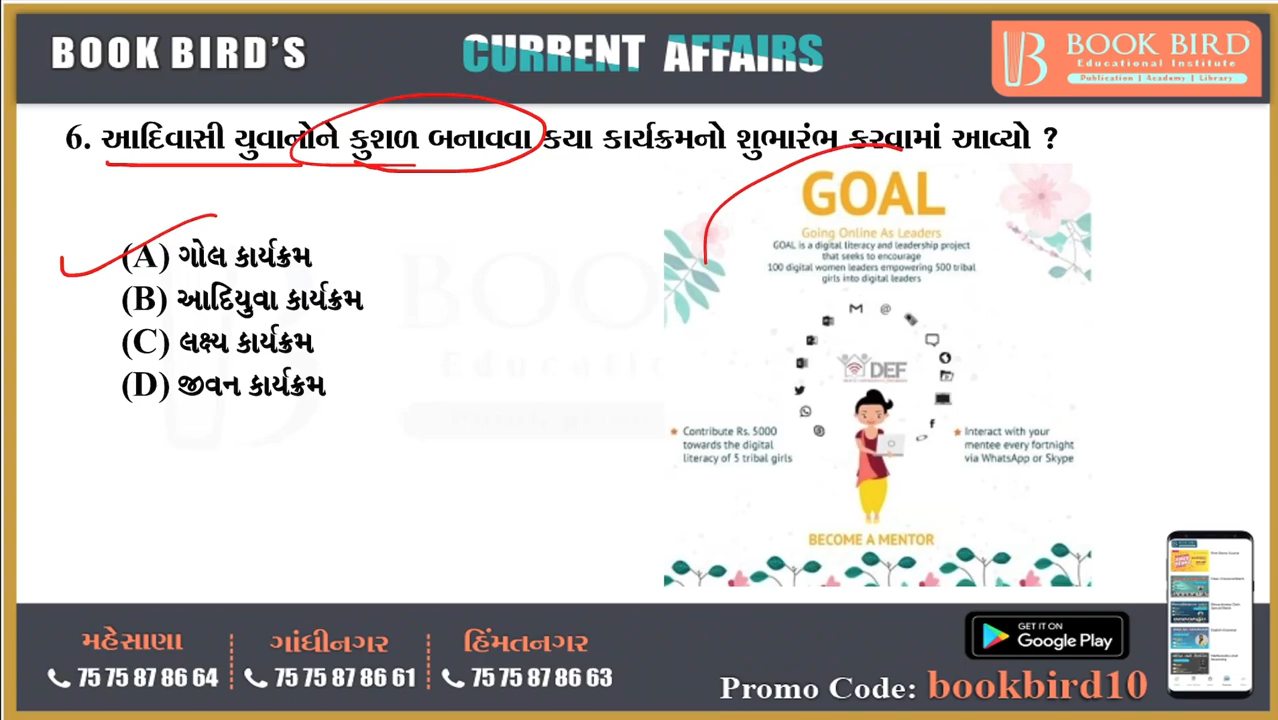 BOOK BIRD'S
CURRENT AFFAIRS
BOOK BIRD
Educational Institute
Publication | Academy | Library
6. આદિવાસી યુવાનોને કુશળ બનાવવા કયા કાર્યક્રમનો શુભારંભ કરવામાં આવ્યો ?
(A) ગોલ કાર્યક્રમ
(B) આદિયુવા કાર્યક્રમ
(C) લક્ષ્ય કાર્યક્રમ
(D) જીવન કાર્યક્રમ
GOAL
Going Online As Leaders
GOAL is a digital literacy and leadership project
that seeks to encourage
100 digital women leaders empowering 500 tribal
girls into digital leaders
DEF
Contribute Rs. 5000
towards the digital
literacy of 5 tribal girls
Interact with your
mentee every fortnight
via WhatsApp or Skype
BECOME A MENTOR
મહેસાણા
75 75 87 86 64
ગાંધીનગર
75 75 87 86 61
હિંમતનગર
75 75 87 86 63
GET IT ON
Google Play
Promo Code: bookbird10